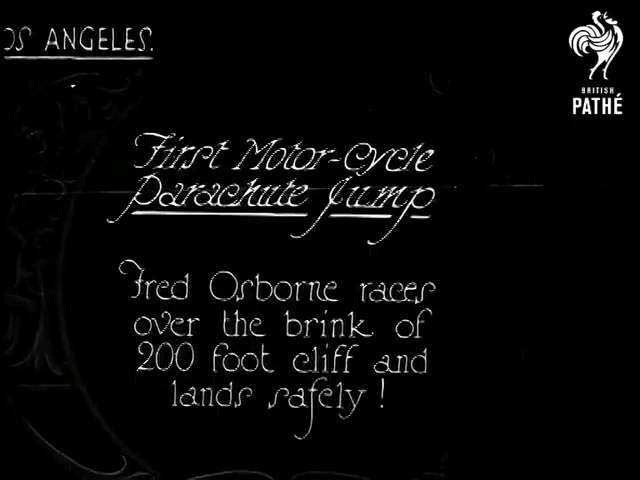 OS ANGELES.
BRITISH
PATHÉ
First Motor-Cycle
Parachute Jump
Fred Osborne races
over the brink of
200 foot cliff and
lands safely!